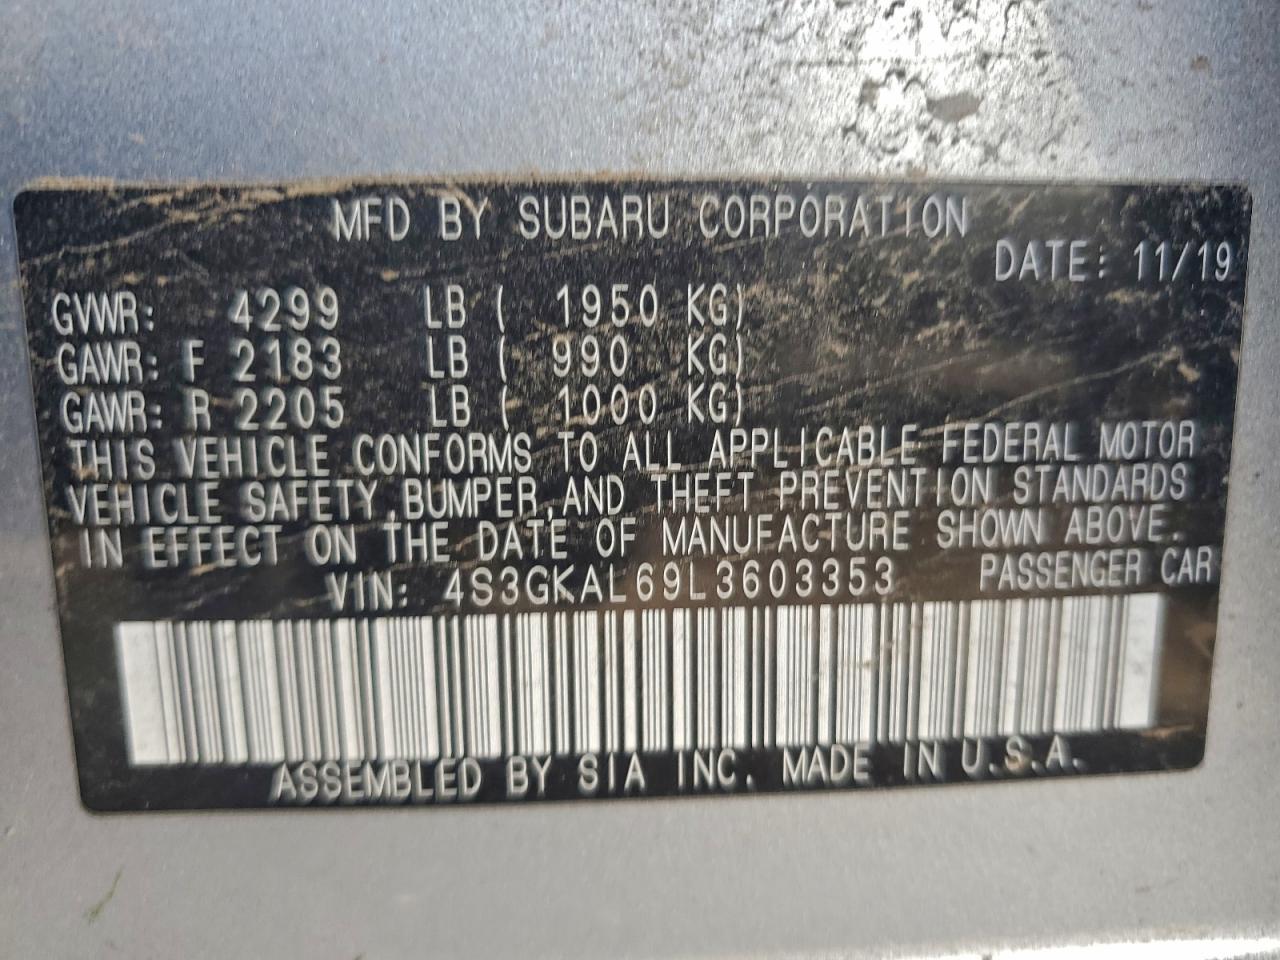 MFD BY SUBARU CORPORATION
DATE: 11/19
GVWR: 4299 LB ( 1950 KG)
GAWR: F 2183 LB ( 990 KG)
GAWR: R 2205 LB ( 1000 KG)
THIS VEHICLE CONFORMS TO ALL APPLICABLE FEDERAL MOTOR
VEHICLE SAFETY, BUMPER, AND THEFT PREVENTION STANDARDS
IN EFFECT ON THE DATE OF MANUFACTURE SHOWN ABOVE.
VIN: 4S3GKAL69L3603353 PASSENGER CAR
ASSEMBLED BY SIA INC. MADE IN U.S.A.